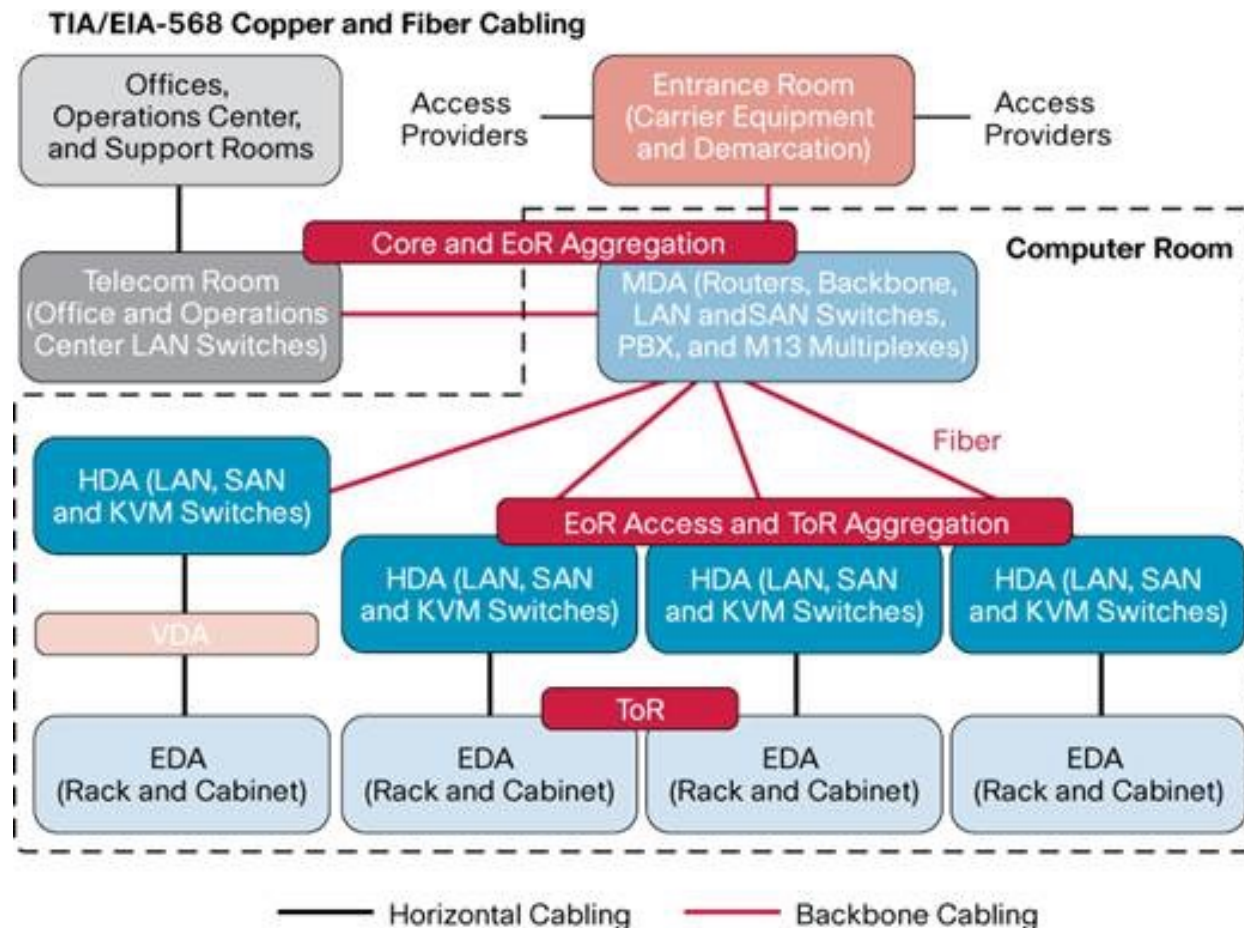 TIA/EIA-568 Copper and Fiber Cabling
Offices,
Operations Center,
and Support Rooms
Access
Providers
Entrance Room
(Carrier Equipment
and Demarcation)
Access
Providers
Core and EoR Aggregation
Computer Room
Telecom Room
(Office and Operations
Center LAN Switches)
MDA (Routers, Backbone,
LAN andSAN Switches,
PBX, and M13 Multiplexes)
Fiber
HDA (LAN, SAN
and KVM Switches)
EoR Access and ToR Aggregation
HDA (LAN, SAN
and KVM Switches)
HDA (LAN, SAN
and KVM Switches)
HDA (LAN, SAN
and KVM Switches)
VDA
ToR
EDA
(Rack and Cabinet)
EDA
(Rack and Cabinet)
EDA
(Rack and Cabinet)
EDA
(Rack and Cabinet)
Horizontal Cabling
Backbone Cabling